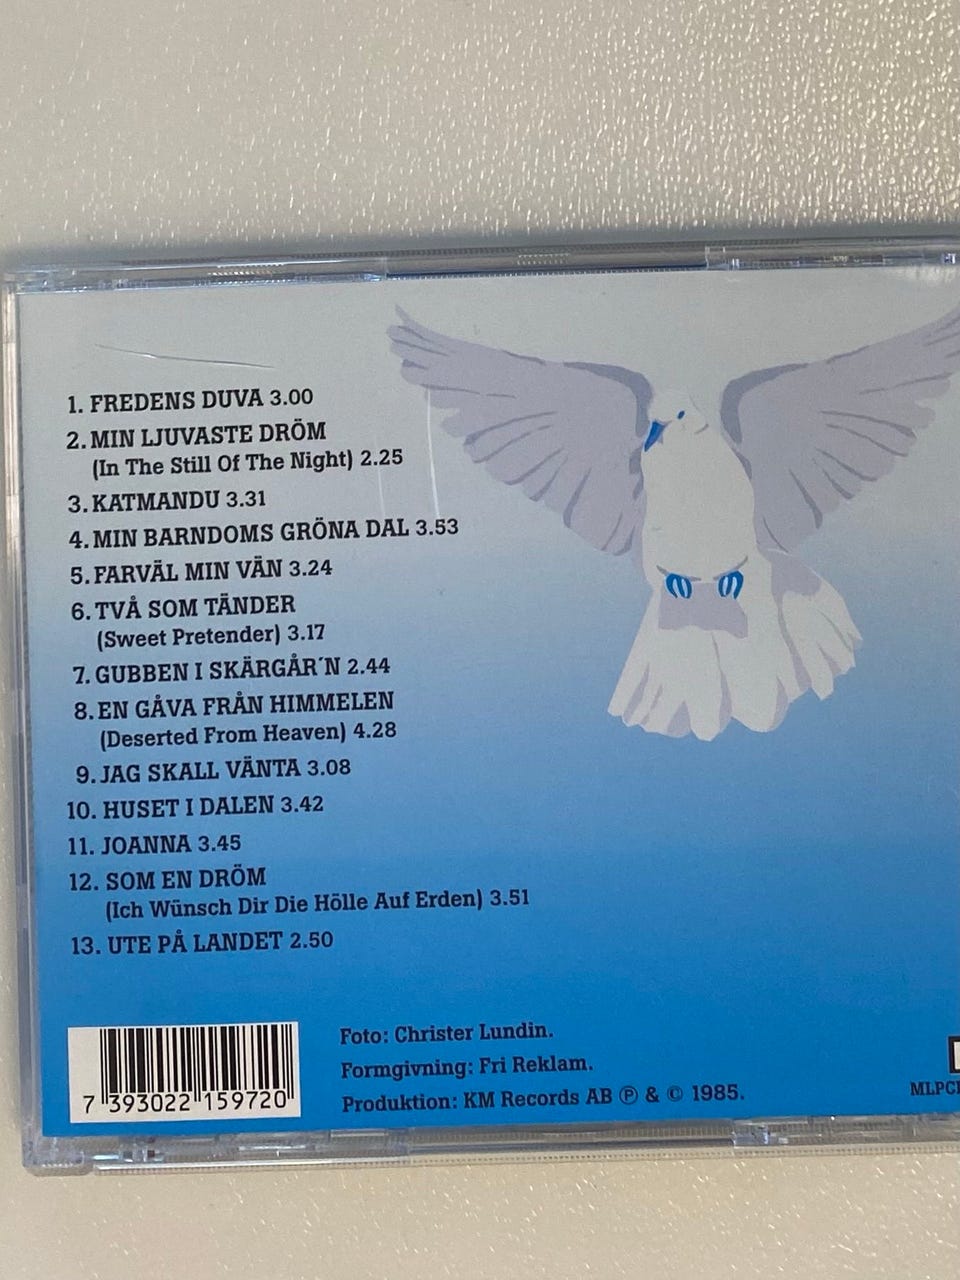 1. FREDENS DUVA 3.00
2. MIN LJUVASTE DRÖM
(In The Still Of The Night) 2.25
3. KATMANDU 3.31
4. MIN BARNDOMS GRÖNA DAL 3.53
5. FARVÄL MIN VÄN 3.24
6. TVÅ SOM TÄNDER
(Sweet Pretender) 3.17
7. GUBBEN I SKÄRGÅR´N 2.44
8. EN GÅVA FRÅN HIMMELEN
(Deserted From Heaven) 4.28
9. JAG SKALL VÄNTA 3.08
10. HUSET I DALEN 3.42
11. JOANNA 3.45
12. SOM EN DRÖM
(Ich Wünsch Dir Die Hölle Auf Erden) 3.51
13. UTE PÅ LANDET 2.50
7 393022 159720
Foto: Christer Lundin.
Formgivning: Fri Reklam.
Produktion: KM Records AB ℗ & © 1985.